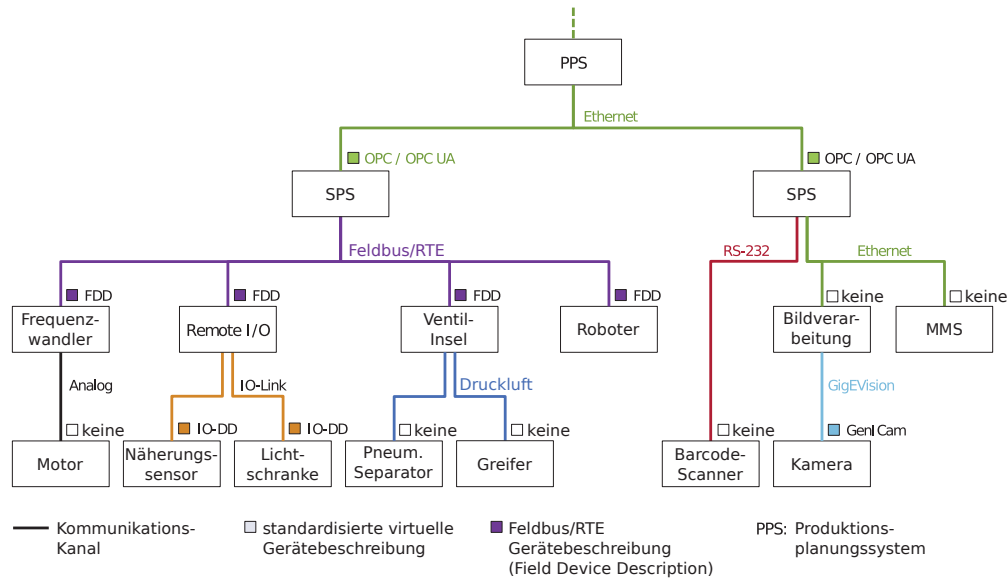 PPS
Ethernet
OPC / OPC UA
OPC / OPC UA
SPS
SPS
Feldbus/RTE
RS-232
Ethernet
FDD
FDD
FDD
FDD
keine
keine
Frequenz-
wandler
Remote I/O
Ventil-
Insel
Roboter
Bildverar-
beitung
MMS
Analog
IO-Link
Druckluft
GigEVision
keine
IO-DD
IO-DD
keine
keine
keine
GenICam
Motor
Näherungs-
sensor
Licht-
schranke
Pneum.
Separator
Greifer
Barcode-
Scanner
Kamera
Kommunikations-
Kanal
standardisierte virtuelle
Gerätebeschreibung
Feldbus/RTE
Gerätebeschreibung
(Field Device Description)
PPS: Produktions-
planungssystem